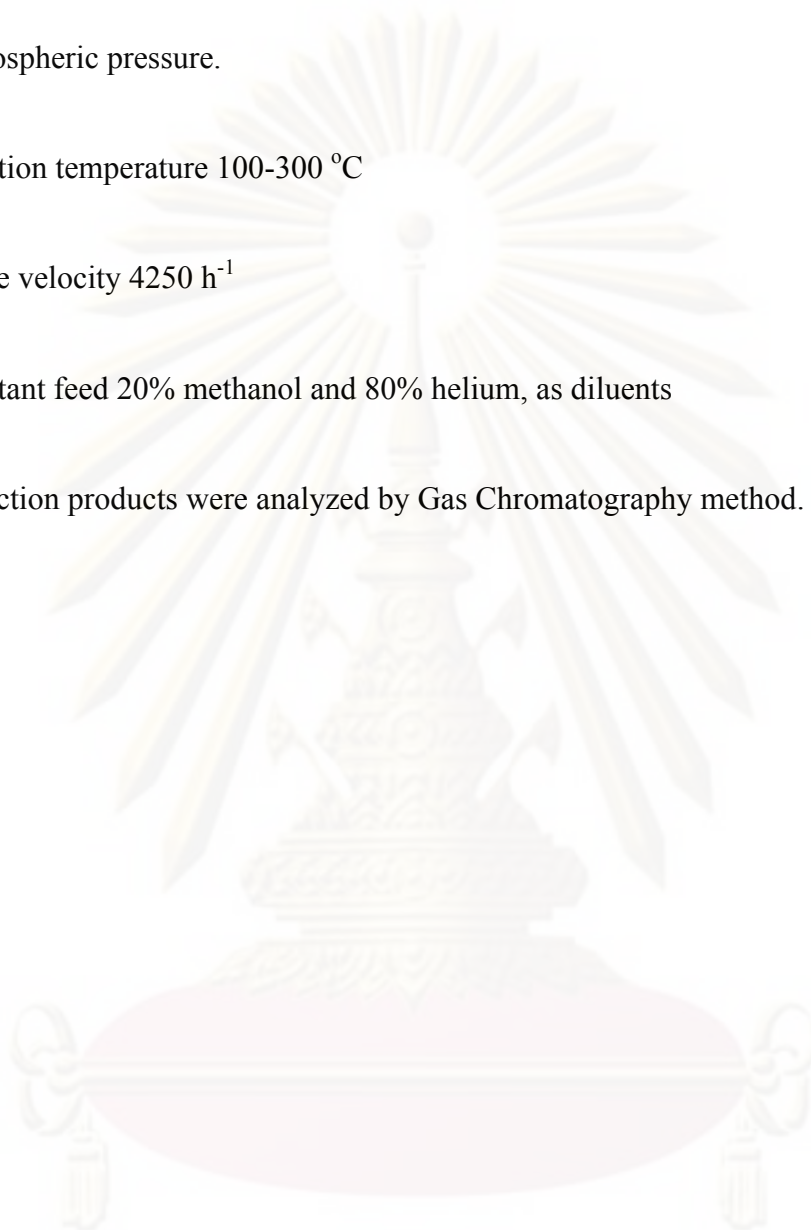 ospheric pressure.
tion temperature 100-300 °C
e velocity 4250 h⁻¹
tant feed 20% methanol and 80% helium, as diluents
ction products were analyzed by Gas Chromatography method.